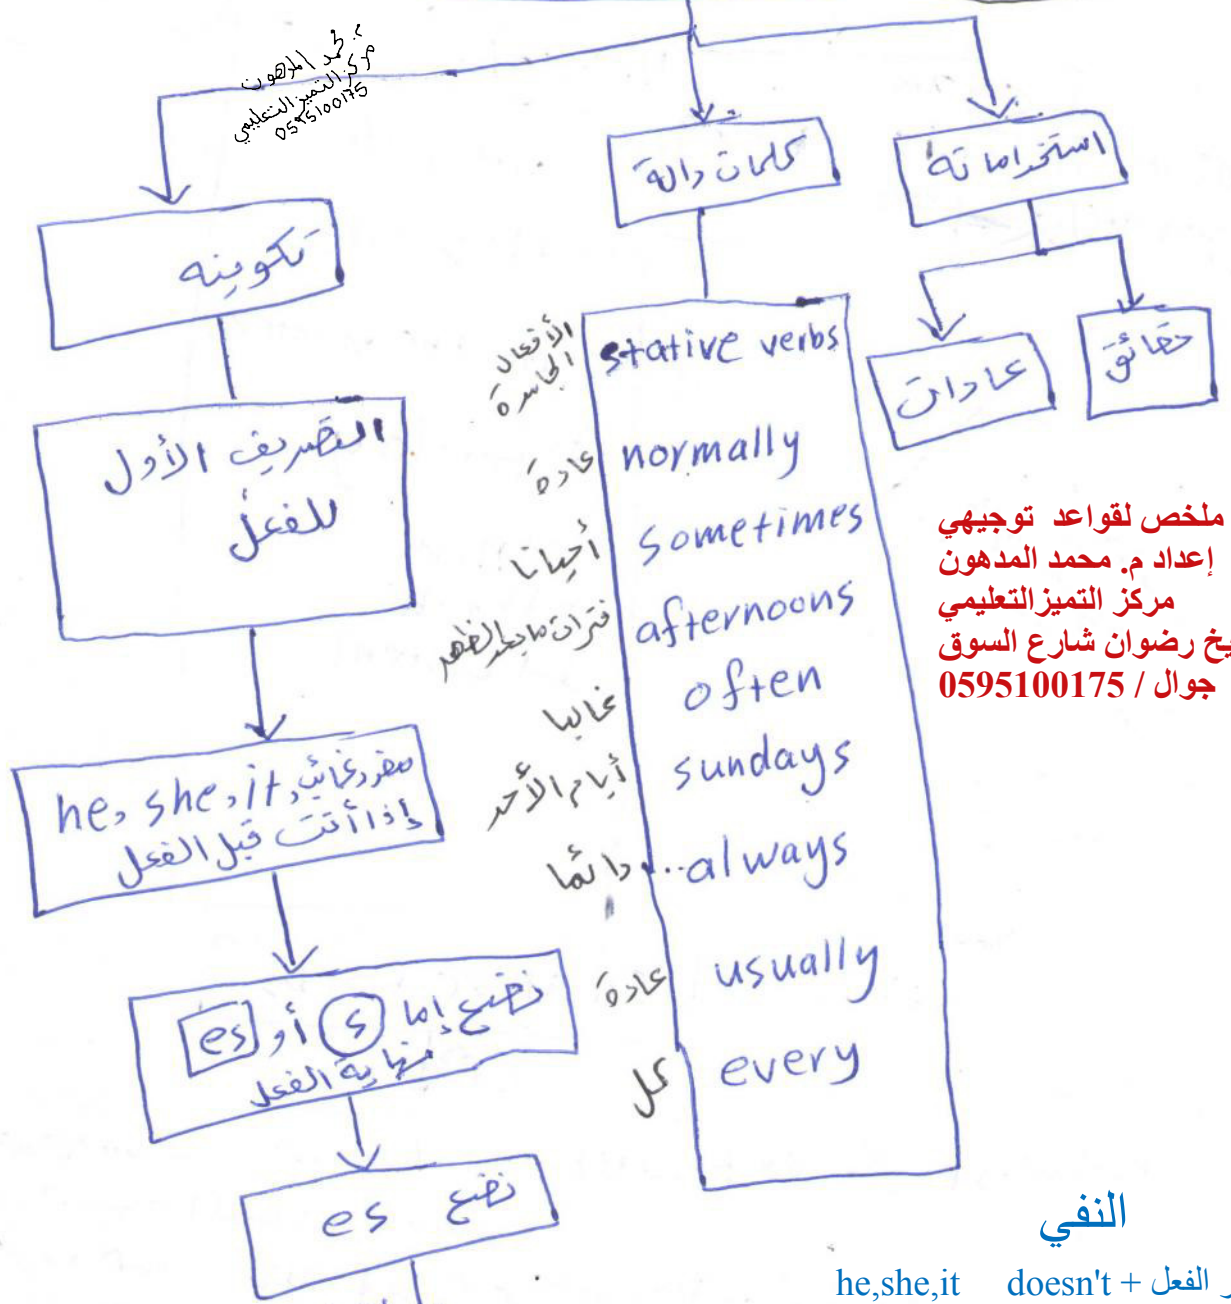 م. محمد المدهون
مركز التميز التعليمي
0595100175
استخداماته
كلمات دالة
تكوينه
حقائق
عادات
stative verbs الأفعال الجامدة
normally عادة
sometimes أحيانا
afternoons فترات ما بعد الظهر
often غالبا
sundays أيام الأحد
always.. دائما
usually عادة
every كل
التصريف الأول
للفعل
he, she, it, مفرد غائب
إذا أتت قبل الفعل
نضع إما s أو es
نهاية الفعل
نضع es
ملخص لقواعد توجيهي
إعداد م. محمد المدهون
مركز التميزالتعليمي
رضوان شارع السوق
جوال / 0595100175
النفي
he,she,it doesn't + الفعل